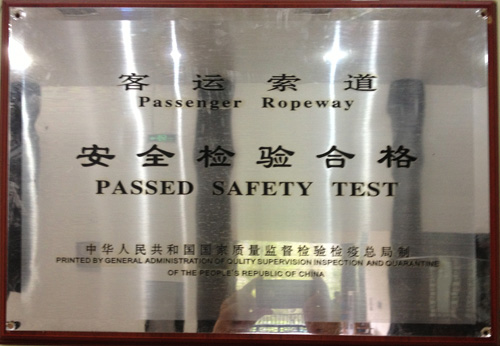 客运索道
Passenger Ropeway
安全检验合格
PASSED SAFETY TEST
中华人民共和国国家质量监督检验检疫总局制
PRINTED BY GENERAL ADMINISTRATION OF QULITY SUPERVISION INSPECTION AND QUARANTINE
OF THE PEOPLE'S REPUBLIC OF CHINA